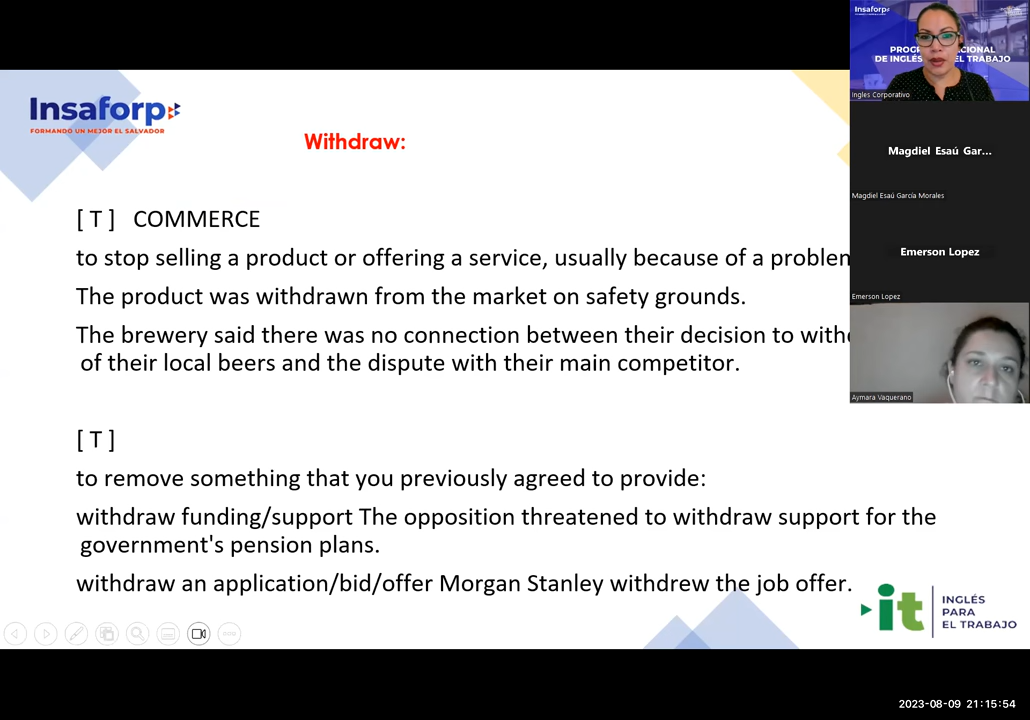 Insaforp
FORMANDO UN MEJOR EL SALVADOR
Withdraw:
[ T ] COMMERCE
to stop selling a product or offering a service, usually because of a problem
The product was withdrawn from the market on safety grounds.
The brewery said there was no connection between their decision to
of their local beers and the dispute with their main competitor.
[ T ]
to remove something that you previously agreed to provide:
withdraw funding/support The opposition threatened to withdraw support for the
government's pension plans.
withdraw an application/bid/offer Morgan Stanley withdrew the job offer.
it
INGLÉS
PARA
EL TRABAJO
Insaforp
Ingles Corporativo
Magdiel Esaú Gar...
Magdiel Esaú García Morales
Emerson Lopez
Emerson Lopez
Aymara Vaquerano
2023-08-09 21:15:54